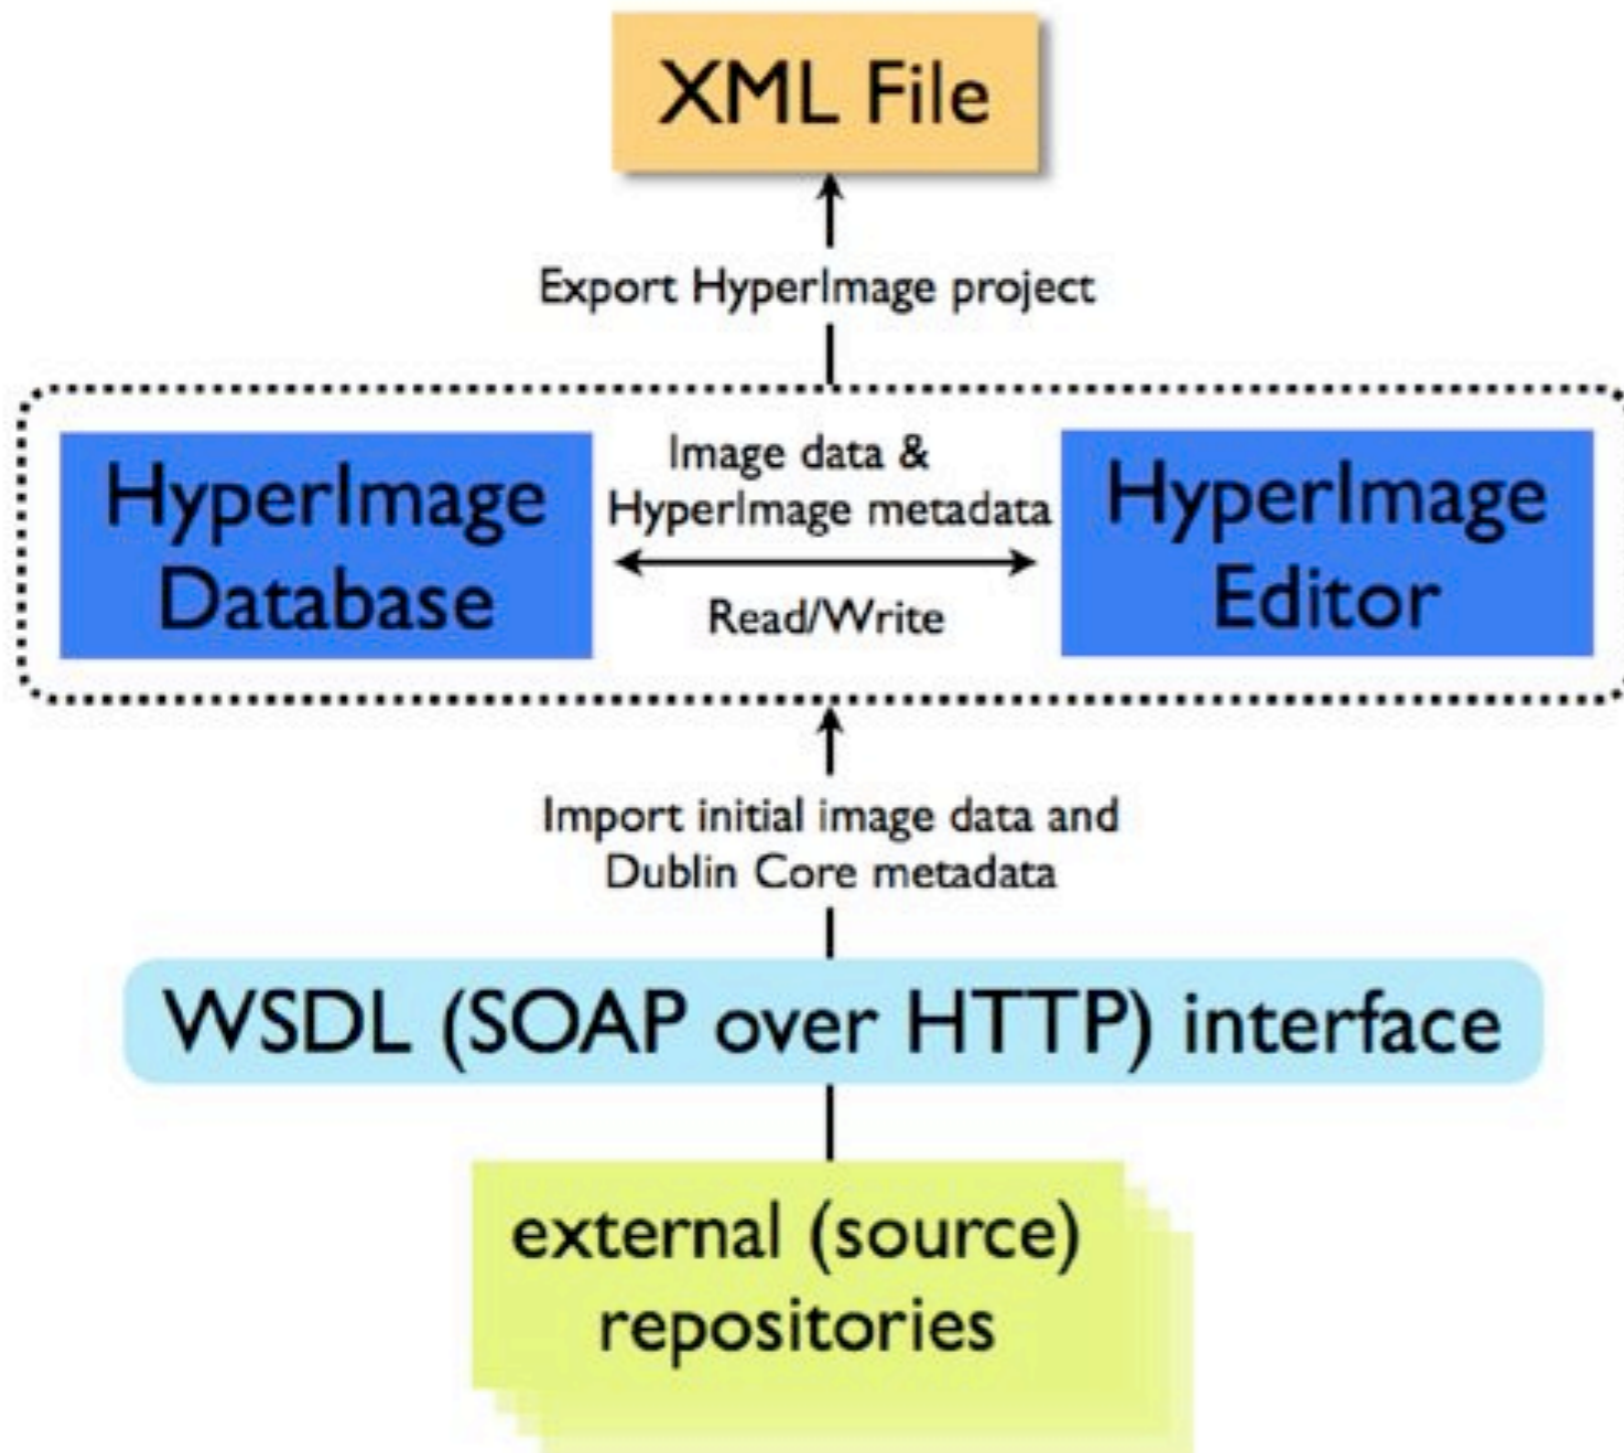 XML File
Export HyperImage project
HyperImage
Database
Image data &
HyperImage metadata
Read/Write
HyperImage
Editor
Import initial image data and
Dublin Core metadata
WSDL (SOAP over HTTP) interface
external (source)
repositories